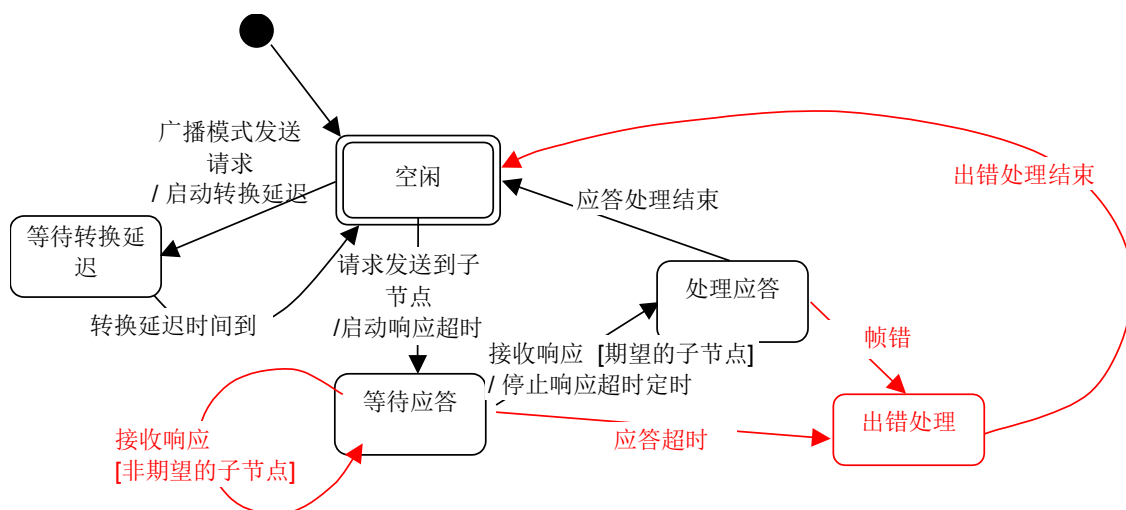 广播模式发送
请求
/ 启动转换延迟
空闲
出错处理结束
应答处理结束
等待转换延
迟
请求发送到子
节点
/启动响应超时
处理应答
转换延迟时间到
接收响应 [期望的子节点]
/ 停止响应超时定时
帧错
等待应答
出错处理
应答超时
接收响应
[非期望的子节点]